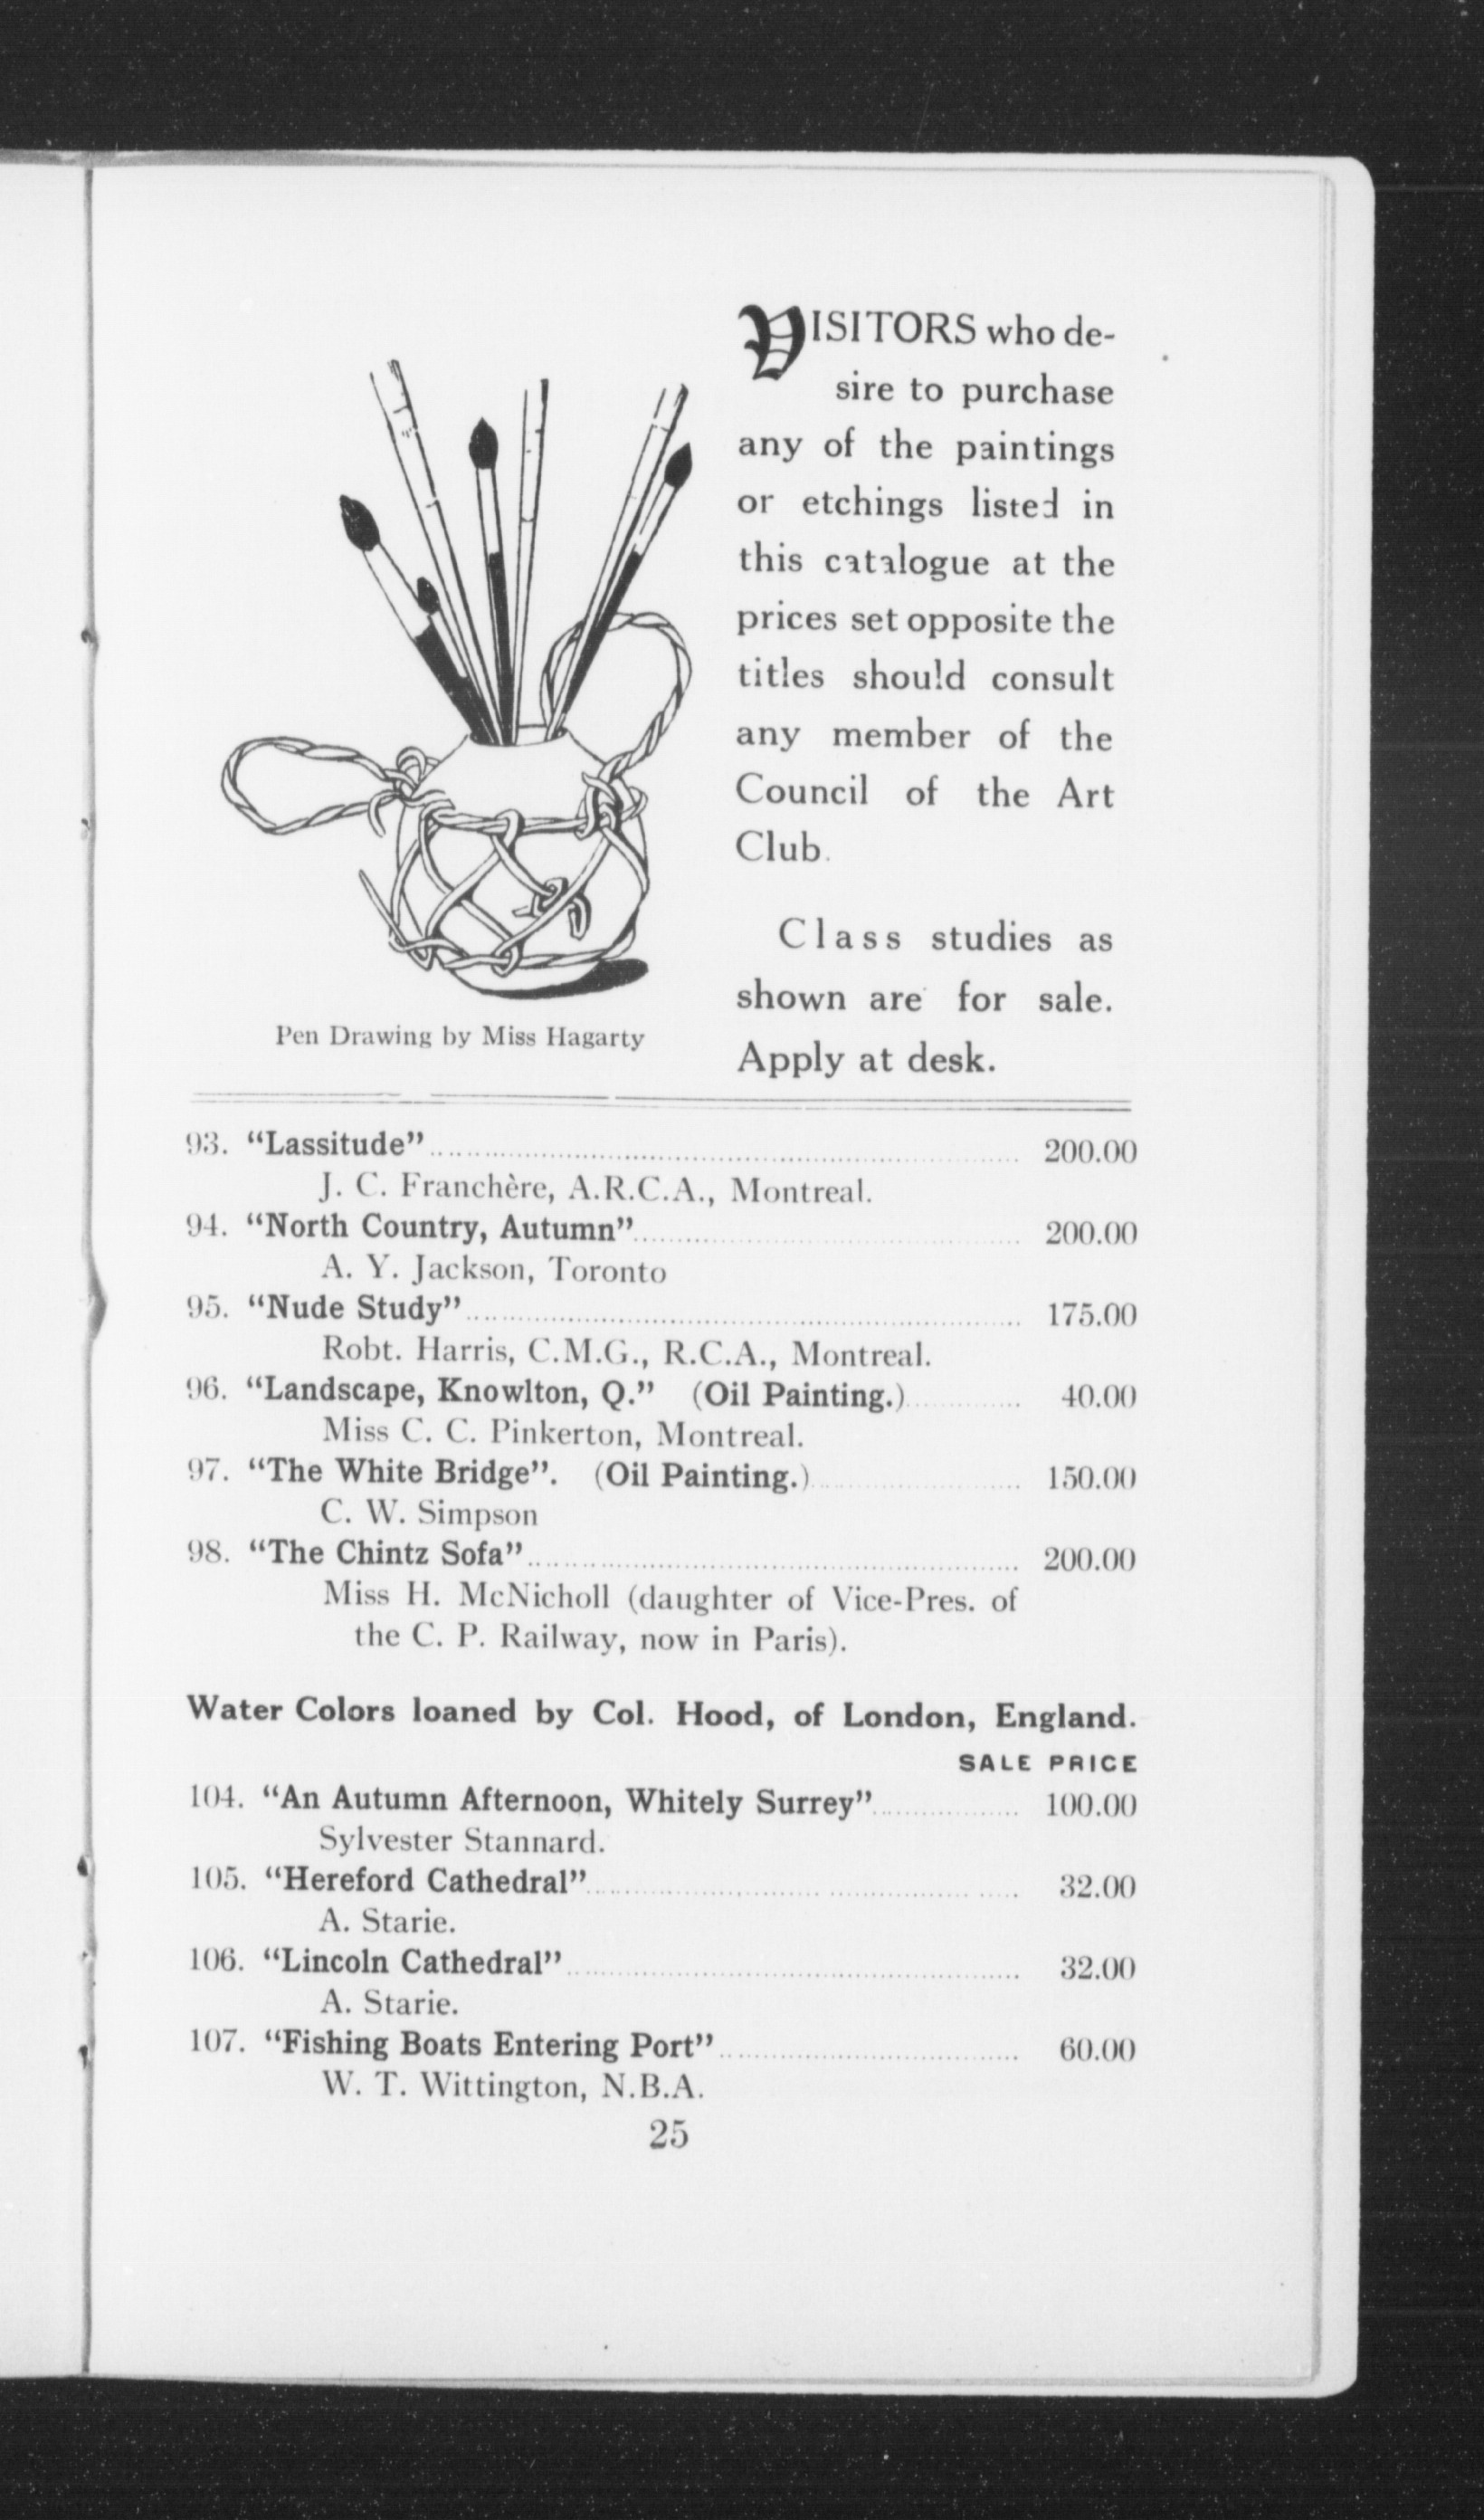 VISITORS who de-
sire to purchase
any of the paintings
or etchings listed in
this catalogue at the
prices set opposite the
titles should consult
any member of the
Council of the Art
Club.
Class studies as
shown are for sale.
Apply at desk.
Pen Drawing by Miss Hagarty
93. “Lassitude” 200.00
J. C. Franchère, A.R.C.A., Montreal.
94. “North Country, Autumn” 200.00
A. Y. Jackson, Toronto
95. “Nude Study” 175.00
Robt. Harris, C.M.G., R.C.A., Montreal.
96. “Landscape, Knowlton, Q.” (Oil Painting.) 40.00
Miss C. C. Pinkerton, Montreal.
97. “The White Bridge”. (Oil Painting.) 150.00
C. W. Simpson
98. “The Chintz Sofa” 200.00
Miss H. McNicholl (daughter of Vice-Pres. of
the C. P. Railway, now in Paris).
Water Colors loaned by Col. Hood, of London, England.
SALE PRICE
104. “An Autumn Afternoon, Whitely Surrey” 100.00
Sylvester Stannard.
105. “Hereford Cathedral” 32.00
A. Starie.
106. “Lincoln Cathedral” 32.00
A. Starie.
107. “Fishing Boats Entering Port” 60.00
W. T. Wittington, N.B.A.
25